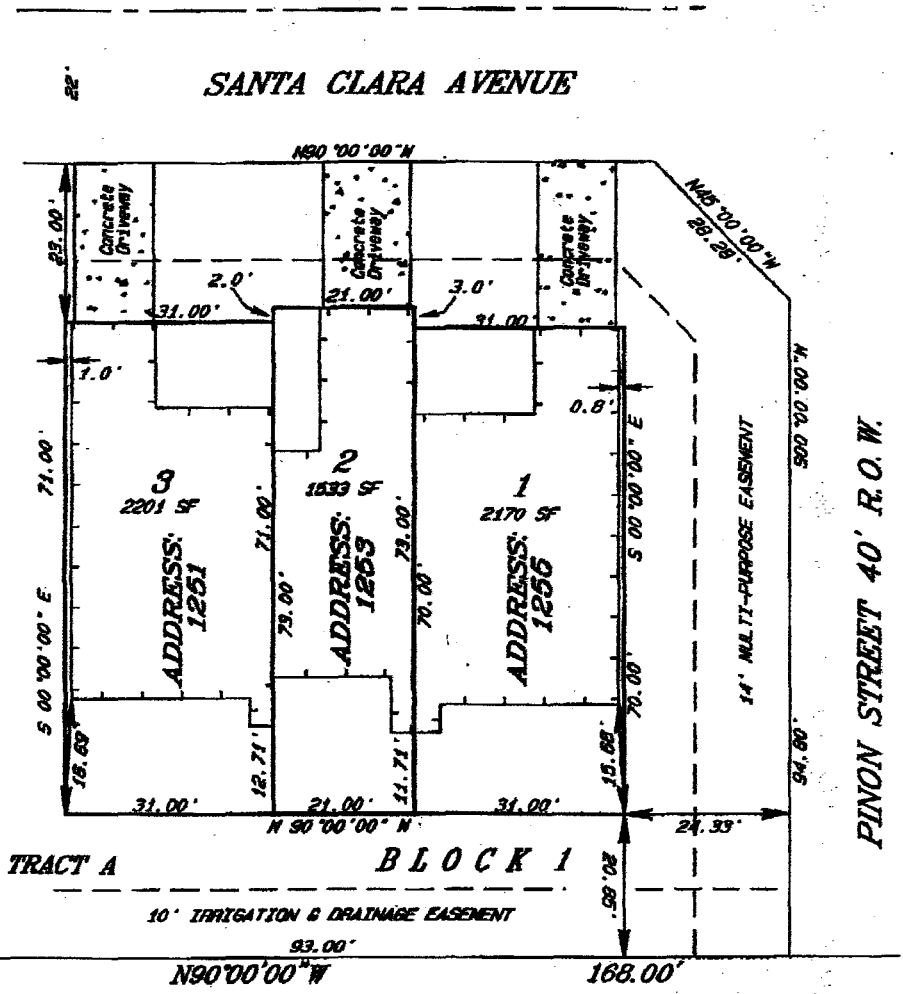 22'
SANTA CLARA AVENUE
N90°00'00"W
N45°00'00"W
28.28'
23.00'
Concrete
Driveway
Concrete
Driveway
Concrete
Driveway
2.0'
3.0'
31.00'
21.00'
31.00'
1.0'
0.8'
S00°00'00"W
71.00'
3
2201 SF
ADDRESS:
1251
71.00'
73.00'
2
1533 SF
ADDRESS:
1253
73.00'
70.00'
1
2170 SF
ADDRESS:
1255
S 00°00'00" E
70.00'
14' MULTI-PURPOSE EASEMENT
PINON STREET 40' R.O.W.
S 00°00'00" E
12.71'
11.71'
15.68'
94.80'
31.00'
21.00'
31.00'
N 90°00'00" W
24.33'
TRACT A
BLOCK 1
20.85'
10' IRRIGATION & DRAINAGE EASEMENT
93.00'
N90°00'00"W
168.00'